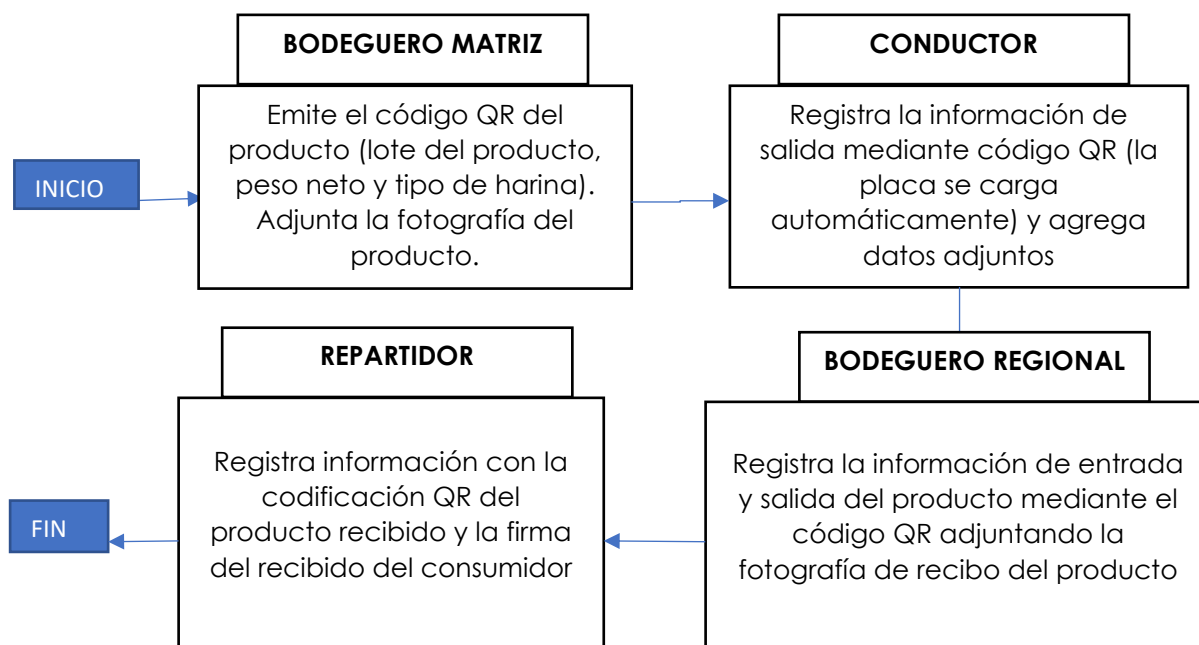 INICIO
BODEGUERO MATRIZ
Emite el código QR del
producto (lote del producto,
peso neto y tipo de harina).
Adjunta la fotografía del
producto.
CONDUCTOR
Registra la información de
salida mediante código QR (la
placa se carga
automáticamente) y agrega
datos adjuntos
BODEGUERO REGIONAL
Registra la información de entrada
y salida del producto mediante el
código QR adjuntando la
fotografía de recibo del producto
REPARTIDOR
Registra información con la
codificación QR del
producto recibido y la firma
del recibido del consumidor
FIN